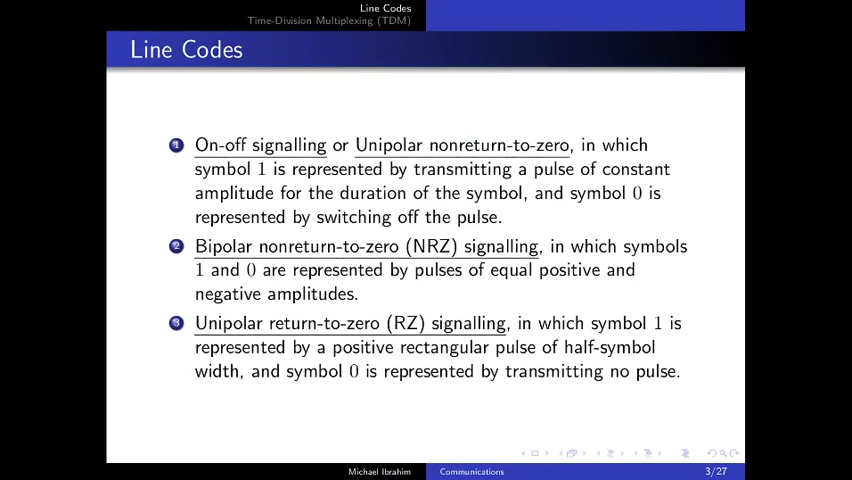 Line Codes
Time-Division Multiplexing (TDM)
Line Codes
1 On-off signalling or Unipolar nonreturn-to-zero, in which
symbol 1 is represented by transmitting a pulse of constant
amplitude for the duration of the symbol, and symbol 0 is
represented by switching off the pulse.
2 Bipolar nonreturn-to-zero (NRZ) signalling, in which symbols
1 and 0 are represented by pulses of equal positive and
negative amplitudes.
3 Unipolar return-to-zero (RZ) signalling, in which symbol 1 is
represented by a positive rectangular pulse of half-symbol
width, and symbol 0 is represented by transmitting no pulse.
Michael Ibrahim Communications 3/27